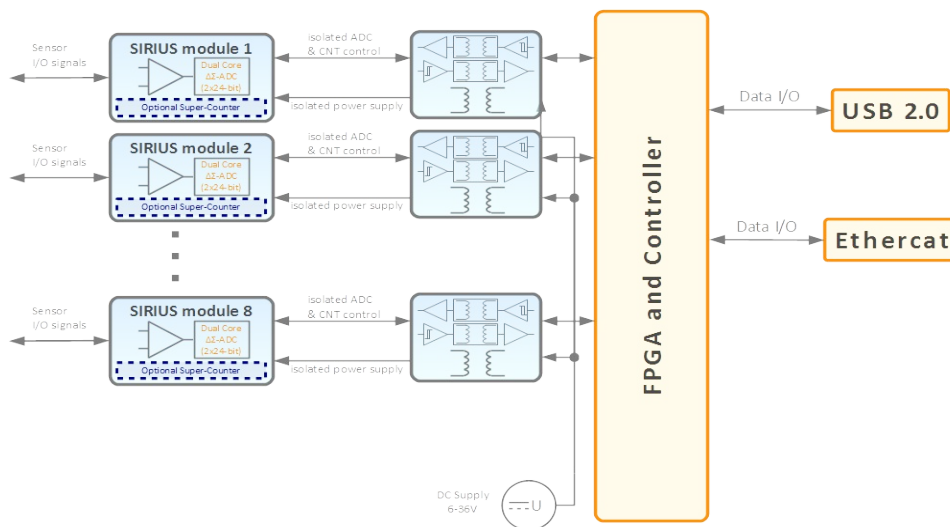 Sensor
I/O signals
SIRIUS module 1
Dual Core
ΔΣ-ADC
(2x24-bit)
Optional Super-Counter
isolated ADC
& CNT control
isolated power supply
Sensor
I/O signals
SIRIUS module 2
Dual Core
ΔΣ-ADC
(2x24-bit)
Optional Super-Counter
isolated ADC
& CNT control
isolated power supply
Sensor
I/O signals
SIRIUS module 8
Dual Core
ΔΣ-ADC
(2x24-bit)
Optional Super-Counter
isolated ADC
& CNT control
isolated power supply
DC Supply
6-36V
U
FPGA and Controller
Data I/O
USB 2.0
Data I/O
Ethercat